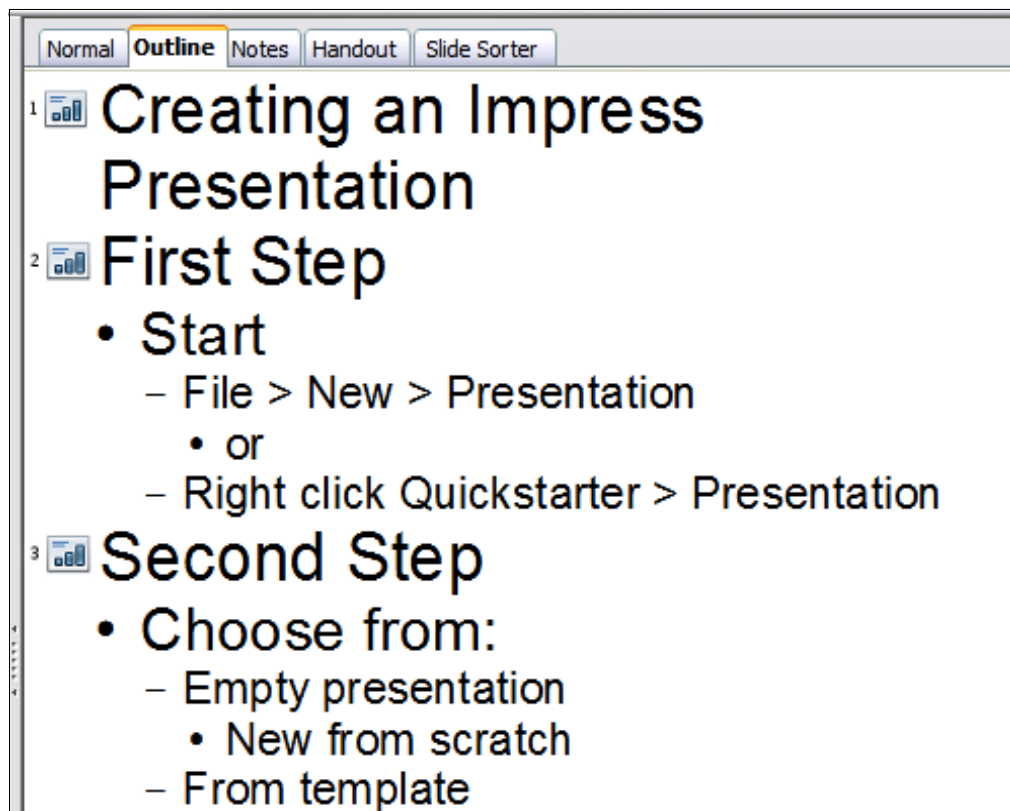 Normal Outline Notes Handout Slide Sorter
1 Creating an Impress
Presentation
2 First Step
• Start
– File > New > Presentation
• or
– Right click Quickstarter > Presentation
3 Second Step
• Choose from:
– Empty presentation
• New from scratch
– From template